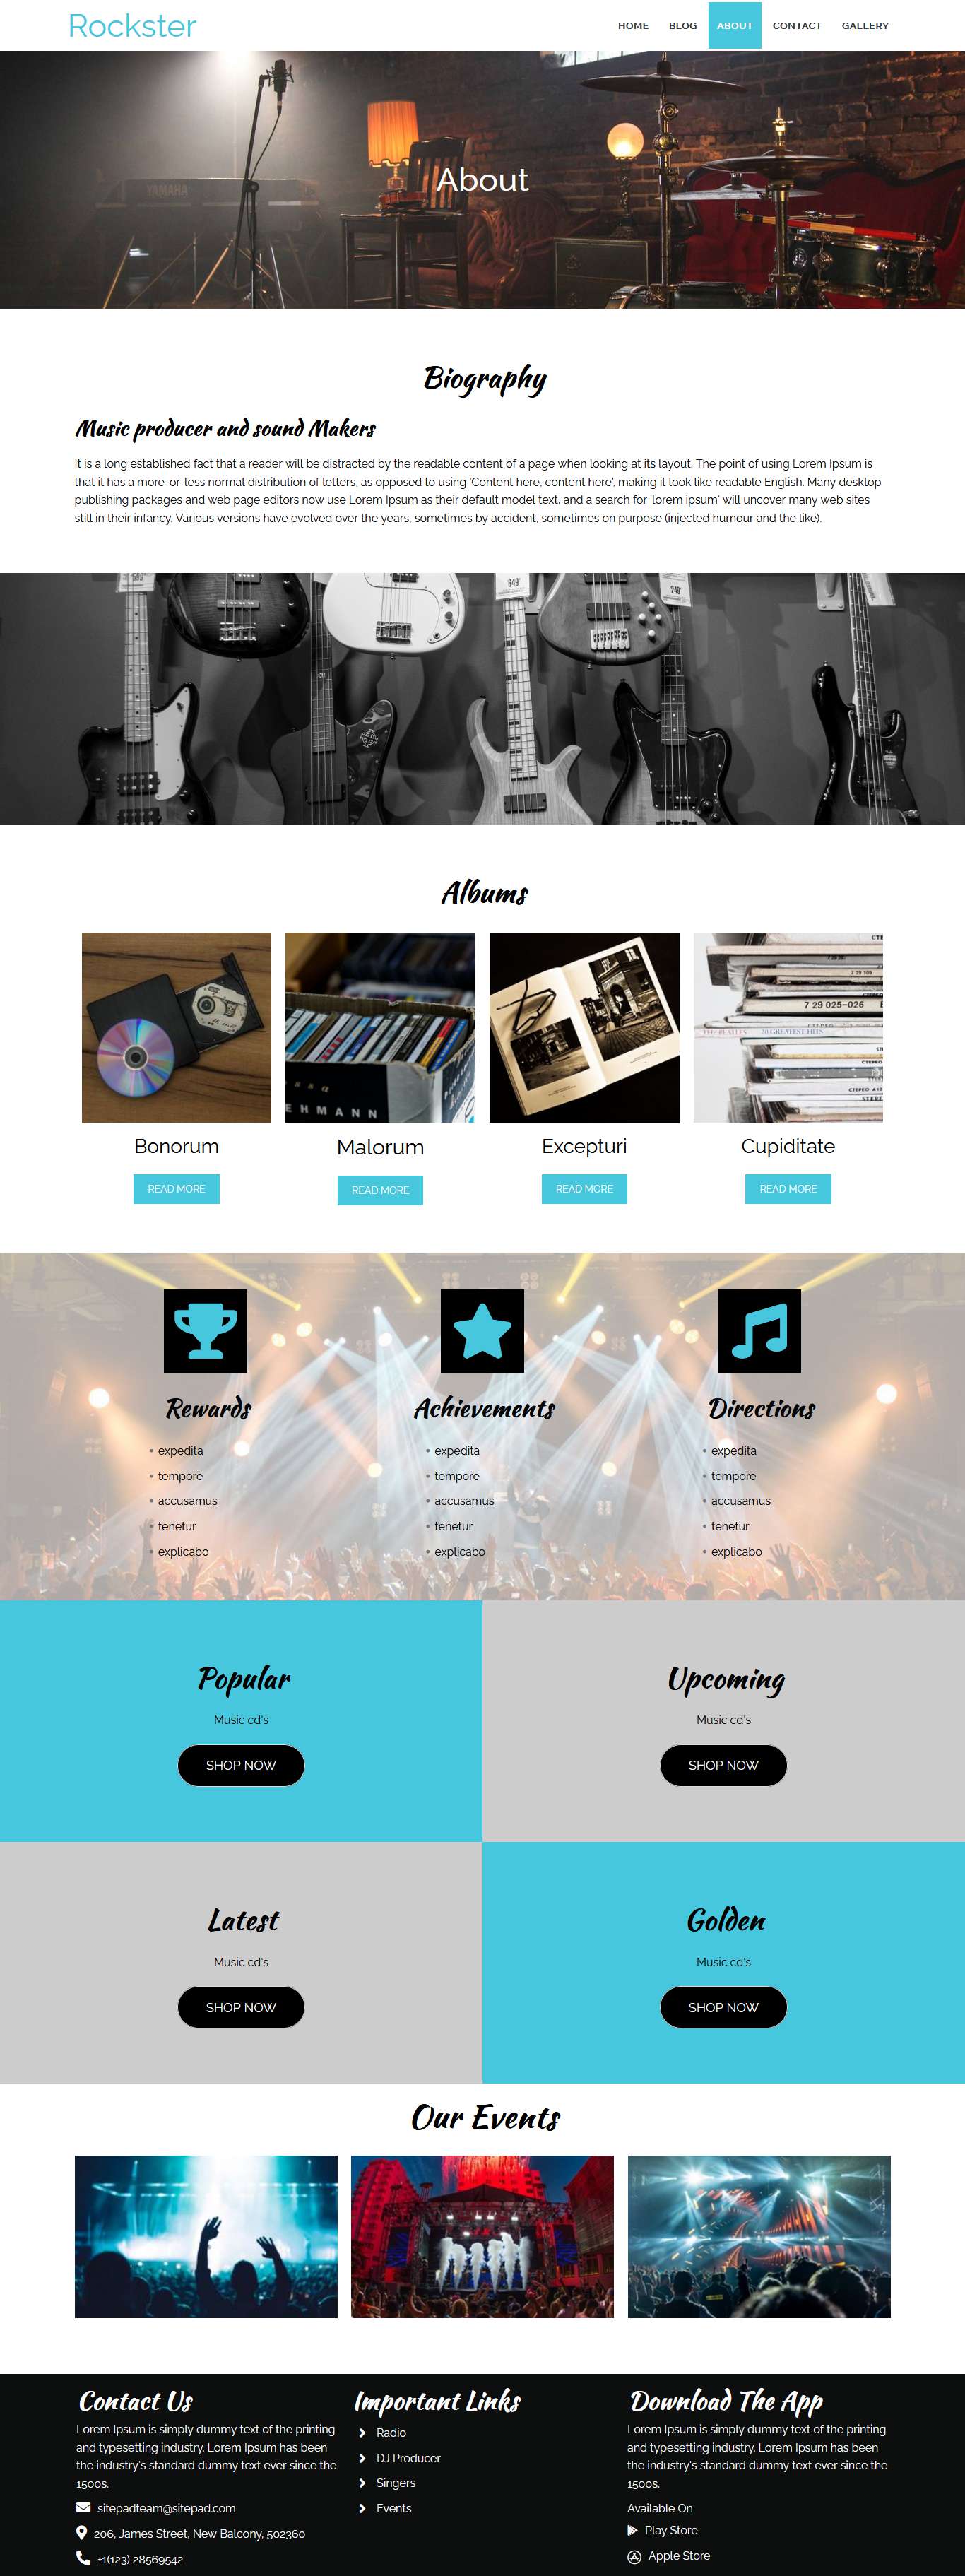 Rockster
HOME BLOG ABOUT CONTACT GALLERY
YAMAHA
About
Biography
Music producer and sound Makers
It is a long established fact that a reader will be distracted by the readable content of a page when looking at its layout. The point of using Lorem Ipsum is
that it has a more-or-less normal distribution of letters, as opposed to using 'Content here, content here', making it look like readable English. Many desktop
publishing packages and web page editors now use Lorem Ipsum as their default model text, and a search for 'lorem ipsum' will uncover many web sites
still in their infancy. Various versions have evolved over the years, sometimes by accident, sometimes on purpose (injected humour and the like).
Albums
EHMANN
7 29 025-026
THE BEATLES 20 GREATEST HITS
Bonorum
Malorum
Excepturi
Cupiditate
READ MORE
READ MORE
READ MORE
READ MORE
Rewards
expedita
tempore
accusamus
tenetur
explicabo
Achievements
expedita
tempore
accusamus
tenetur
explicabo
Directions
expedita
tempore
accusamus
tenetur
explicabo
Popular
Music cd's
SHOP NOW
Upcoming
Music cd's
SHOP NOW
Latest
Music cd's
SHOP NOW
Golden
Music cd's
SHOP NOW
Our Events
Contact Us
Lorem Ipsum is simply dummy text of the printing
and typesetting industry. Lorem Ipsum has been
the industry's standard dummy text ever since the
1500s.
sitepadteam@sitepad.com
206, James Street, New Balcony, 502360
+1(123) 28569542
Important Links
Radio
DJ Producer
Singers
Events
Download The App
Lorem Ipsum is simply dummy text of the printing
and typesetting industry. Lorem Ipsum has been
the industry's standard dummy text ever since the
1500s.
Available On
Play Store
Apple Store